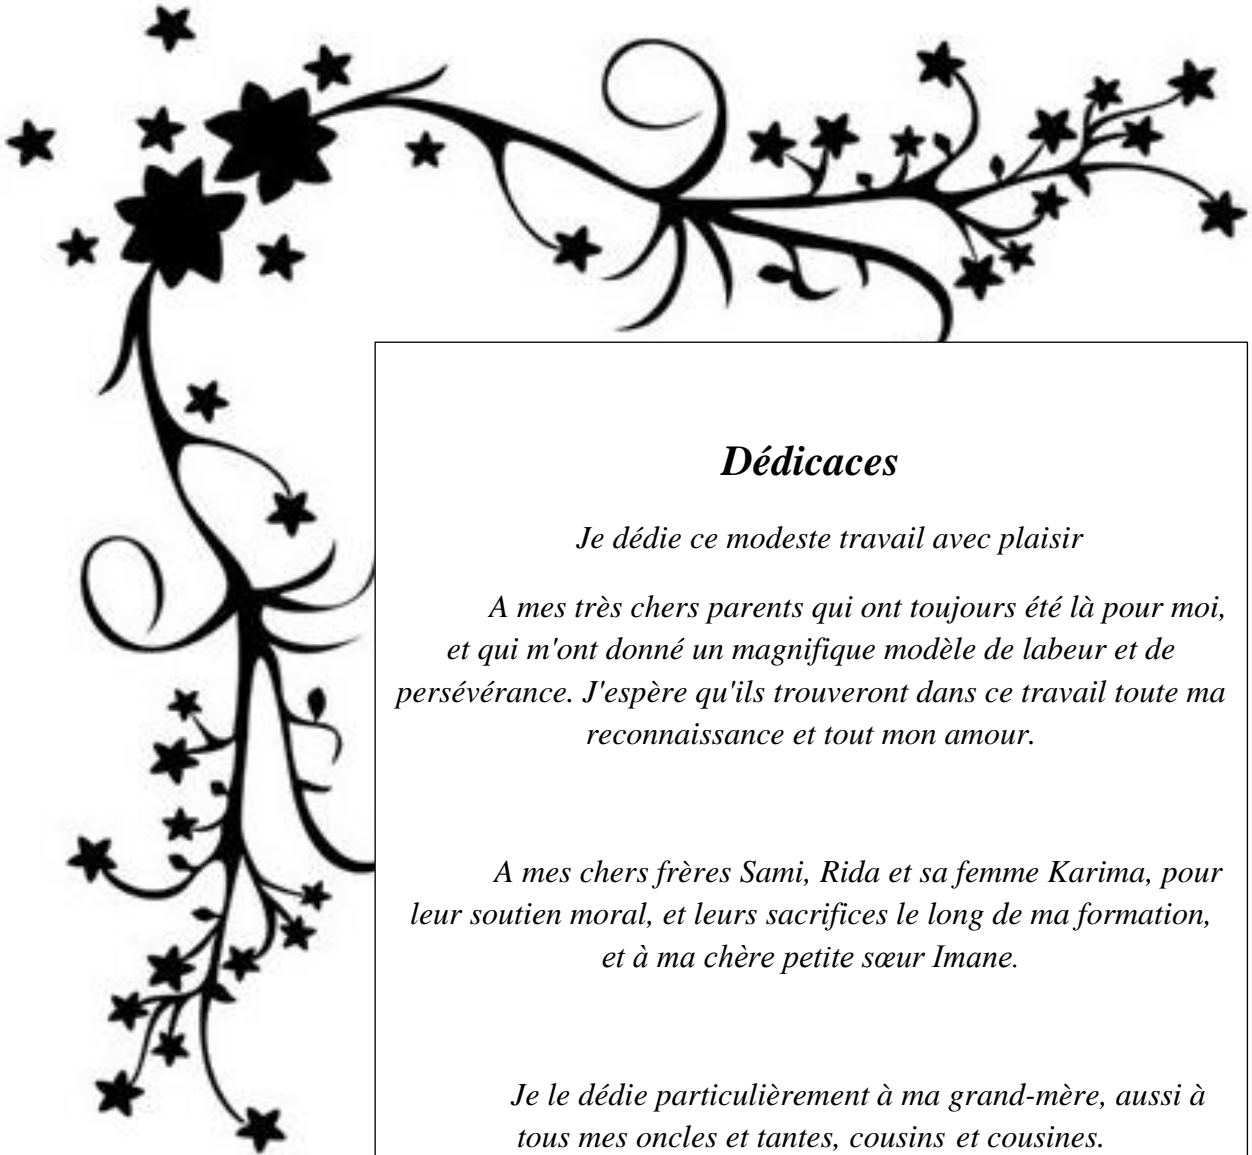 Dédicaces
Je dédie ce modeste travail avec plaisir
A mes très chers parents qui ont toujours été là pour moi,
et qui m'ont donné un magnifique modèle de labeur et de
persévérance. J'espère qu'ils trouveront dans ce travail toute ma
reconnaissance et tout mon amour.
A mes chers frères Sami, Rida et sa femme Karima, pour
leur soutien moral, et leurs sacrifices le long de ma formation,
et à ma chère petite sœur Imane.
Je le dédie particulièrement à ma grand-mère, aussi à
tous mes oncles et tantes, cousins et cousines.